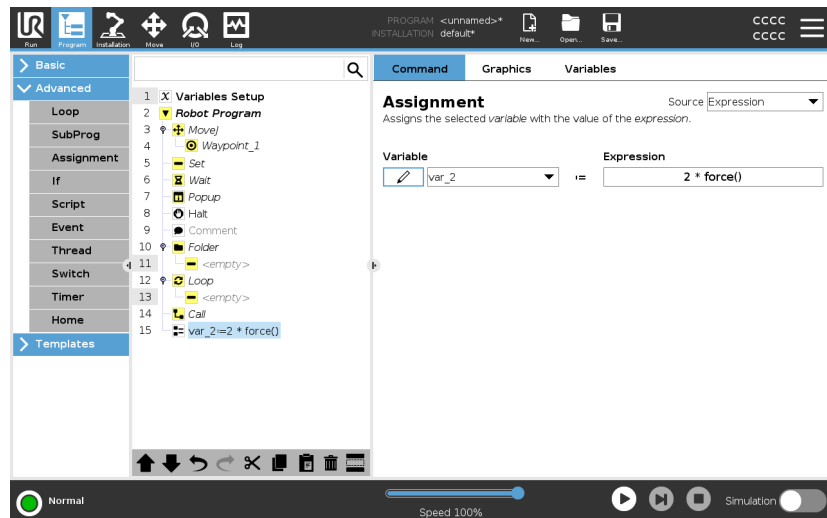 UR
PROGRAM <unnamed>*
INSTALLATION default*
CCCC
CCCC
Run
Program
Installation
Move
I/O
Log
New...
Open...
Save...
Basic
Advanced
Loop
SubProg
Assignment
If
Script
Event
Thread
Switch
Timer
Home
Templates
1 X Variables Setup
2 Robot Program
3 MoveJ
4 Waypoint_1
5 Set
6 Wait
7 Popup
8 Halt
9 Comment
10 Folder
11 <empty>
12 Loop
13 <empty>
14 Call
15 var_2:=2 * force()
Command Graphics Variables
Assignment
Source Expression
Assigns the selected variable with the value of the expression.
Variable Expression
var_2 := 2 * force()
Normal
Speed 100%
Simulation